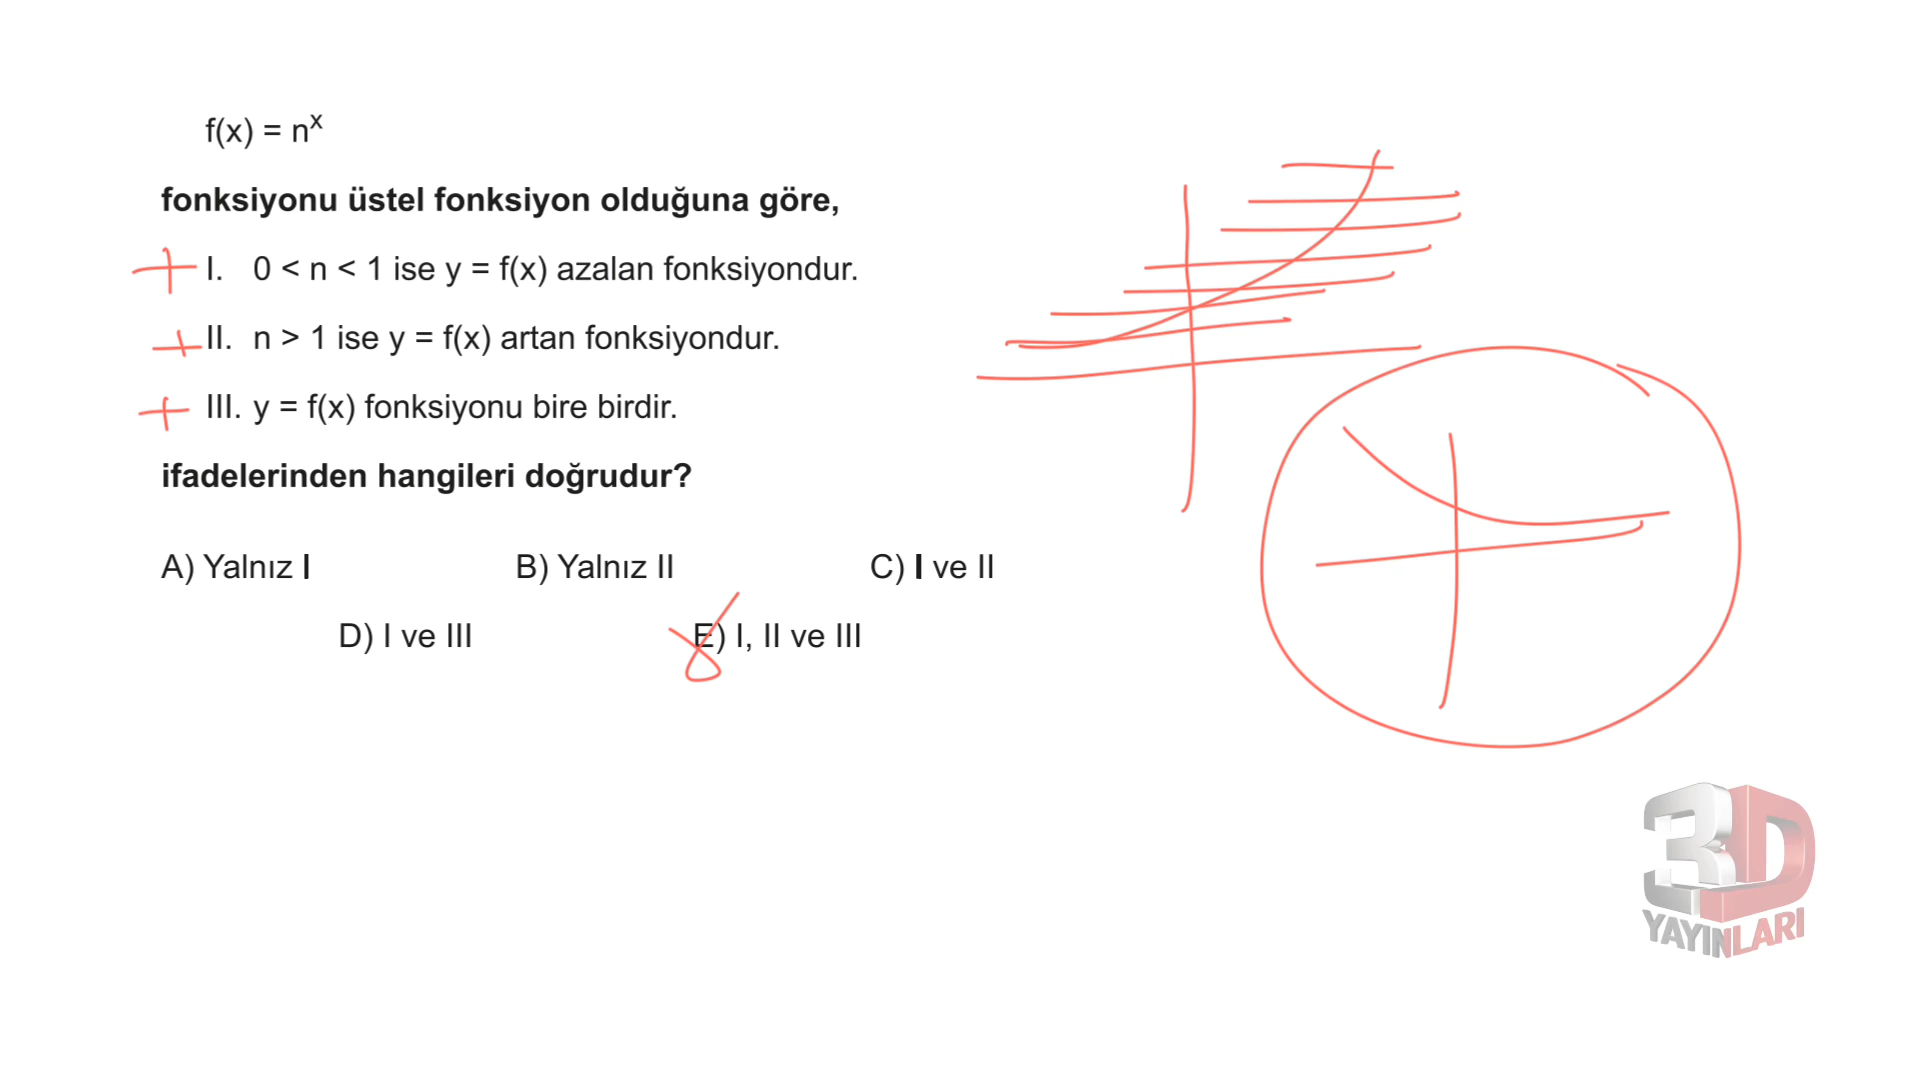 f(x) = nˣ
fonksiyonu üstel fonksiyon olduğuna göre,
+ I. 0 < n < 1 ise y = f(x) azalan fonksiyondur.
+ II. n > 1 ise y = f(x) artan fonksiyondur.
+ III. y = f(x) fonksiyonu bire birdir.
ifadelerinden hangileri doğrudur?
A) Yalnız I B) Yalnız II C) I ve II
D) I ve III E) I, II ve III
3D
YAYINLARI